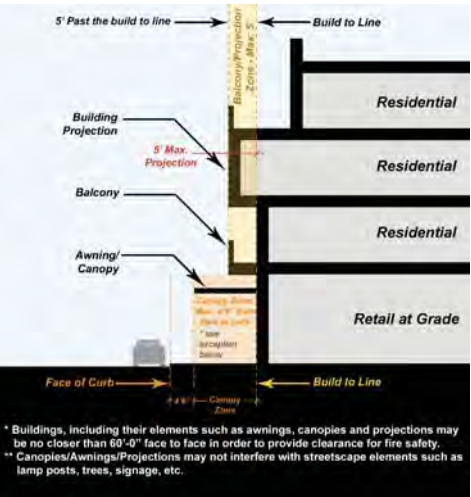 5' Past the build to line
Build to Line
Balcony/Projection
Zone - Max. 5'
Residential
Building
Projection
5' Max.
Projection
Residential
Balcony
Residential
Awning/
Canopy
Canopy Zone
Max.
* see
exception
below
Retail at Grade
Face of Curb
Build to Line
Canopy
Zone
* Buildings, including their elements such as awnings, canopies and projections may
be no closer than 60'-0" face to face in order to provide clearance for fire safety.
** Canopies/Awnings/Projections may not interfere with streetscape elements such as
lamp posts, trees, signage, etc.